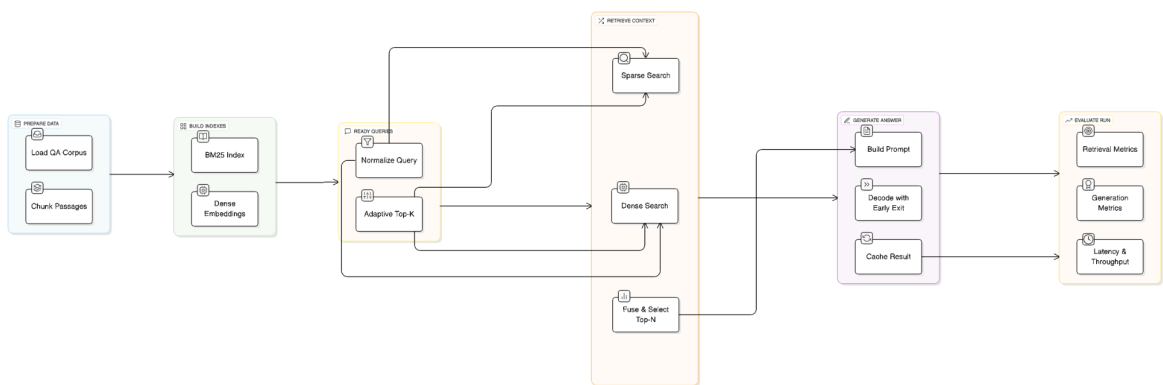 PREPARE DATA
Load QA Corpus
Chunk Passages
BUILD INDEXES
BM25 Index
Dense
Embeddings
READY QUERIES
Normalize Query
Adaptive Top-K
RETRIEVE CONTEXT
Sparse Search
Dense Search
Fuse & Select
Top-N
GENERATE ANSWER
Build Prompt
Decode with
Early Exit
Cache Result
EVALUATE RUN
Retrieval Metrics
Generation
Metrics
Latency &
Throughput